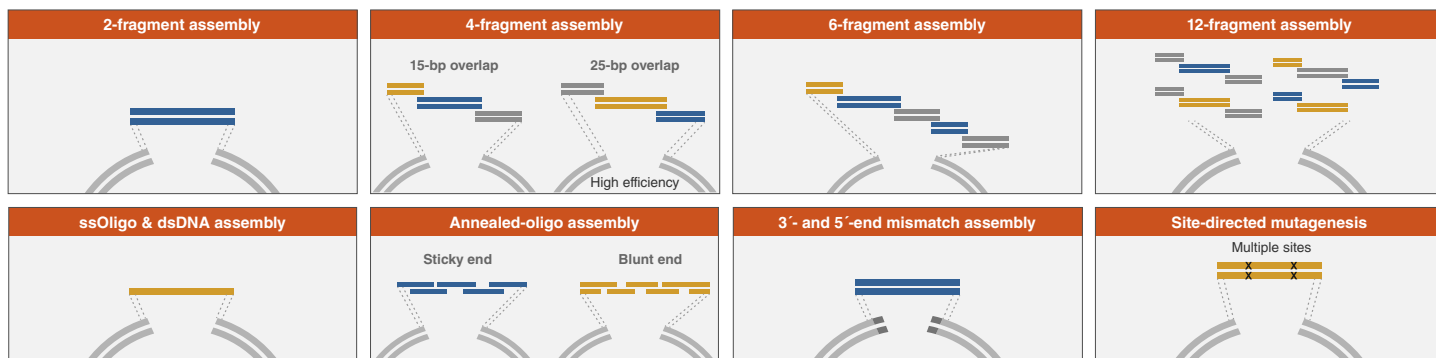 2-fragment assembly
4-fragment assembly
15-bp overlap
25-bp overlap
High efficiency
6-fragment assembly
12-fragment assembly
ssOligo & dsDNA assembly
Annealed-oligo assembly
Sticky end
Blunt end
3´- and 5´-end mismatch assembly
Site-directed mutagenesis
Multiple sites
x x
x x